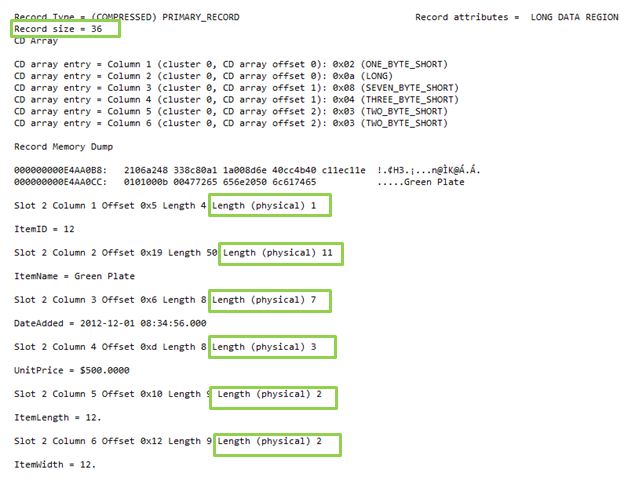 Record Type = (COMPRESSED) PRIMARY_RECORD Record attributes = LONG DATA REGION
Record size = 36
CD Array
CD array entry = Column 1 (cluster 0, CD array offset 0): 0x02 (ONE_BYTE_SHORT)
CD array entry = Column 2 (cluster 0, CD array offset 0): 0x0a (LONG)
CD array entry = Column 3 (cluster 0, CD array offset 1): 0x08 (SEVEN_BYTE_SHORT)
CD array entry = Column 4 (cluster 0, CD array offset 1): 0x04 (THREE_BYTE_SHORT)
CD array entry = Column 5 (cluster 0, CD array offset 2): 0x03 (TWO_BYTE_SHORT)
CD array entry = Column 6 (cluster 0, CD array offset 2): 0x03 (TWO_BYTE_SHORT)
Record Memory Dump
000000000E4AA0B8: 2106a248 338c80a1 1a008d6e 40cc4b40 c11ec11e !.¢H3.¡...n@ÌK@Á.Á.
000000000E4AA0CC: 0101000b 00477265 656e2050 6c617465 .....Green Plate
Slot 2 Column 1 Offset 0x5 Length 4 Length (physical) 1
ItemID = 12
Slot 2 Column 2 Offset 0x19 Length 50 Length (physical) 11
ItemName = Green Plate
Slot 2 Column 3 Offset 0x6 Length 8 Length (physical) 7
DateAdded = 2012-12-01 08:34:56.000
Slot 2 Column 4 Offset 0xd Length 8 Length (physical) 3
UnitPrice = $500.0000
Slot 2 Column 5 Offset 0x10 Length 9 Length (physical) 2
ItemLength = 12.
Slot 2 Column 6 Offset 0x12 Length 9 Length (physical) 2
ItemWidth = 12.